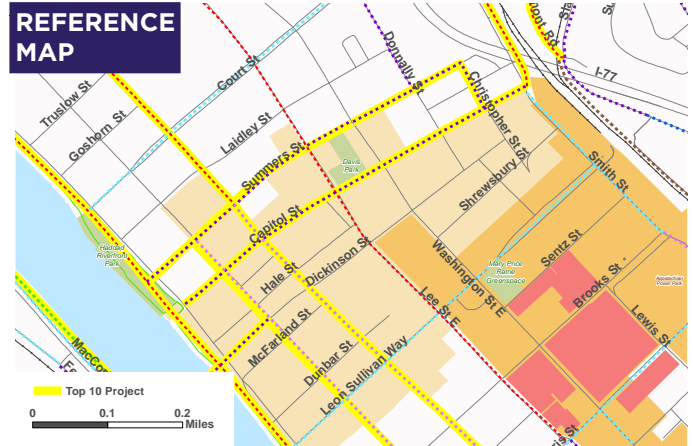 REFERENCE
MAP
Truslow St
Goshorn St
Court St
Laidley St
Donnally St
Summers St
Capitol St
Christopher St
I-77
Shrewsbury St
Smith St
Davis
Park
Haddad
Riverfront
Park
Hale St
Dickinson St
McFarland St
Dunbar St
Leon Sullivan Way
Lee St E
Washington St E
Mary Price
Ratrie
Greenspace
Sentz St
Brooks St
Lewis St
Appalachian
Power Park
Top 10 Project
0 0.1 0.2
Miles